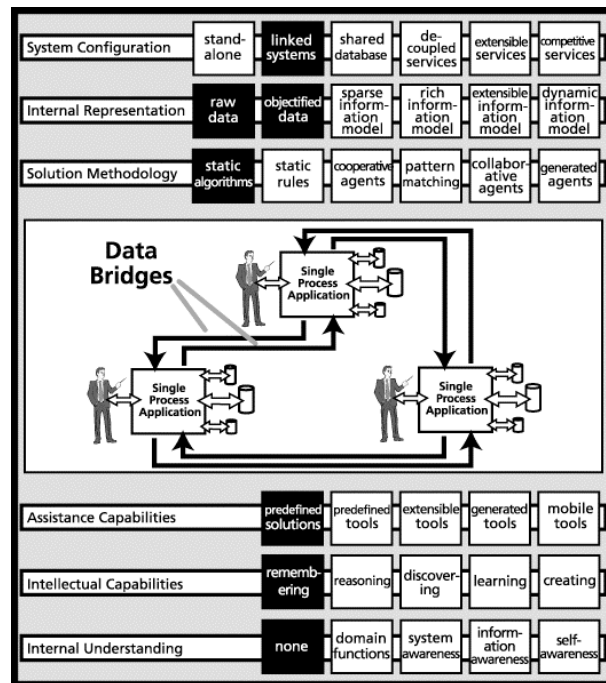 System Configuration
stand-
alone
linked
systems
shared
database
de-
coupled
services
extensible
services
competitive
services
Internal Representation
raw
data
objectified
data
sparse
inform-
ation
model
rich
inform-
ation
model
extensible
inform-
ation
model
dynamic
inform-
ation
model
Solution Methodology
static
algorithms
static
rules
cooperative
agents
pattern
matching
collabor-
ative
agents
generated
agents
Data
Bridges
Single
Process
Application
Single
Process
Application
Single
Process
Application
Assistance Capabilities
predefined
solutions
predefined
tools
extensible
tools
generated
tools
mobile
tools
Intellectual Capabilities
rememb-
ering
reasoning
discover-
ing
learning
creating
Internal Understanding
none
domain
functions
system
awareness
inform-
ation
awareness
self-
awareness